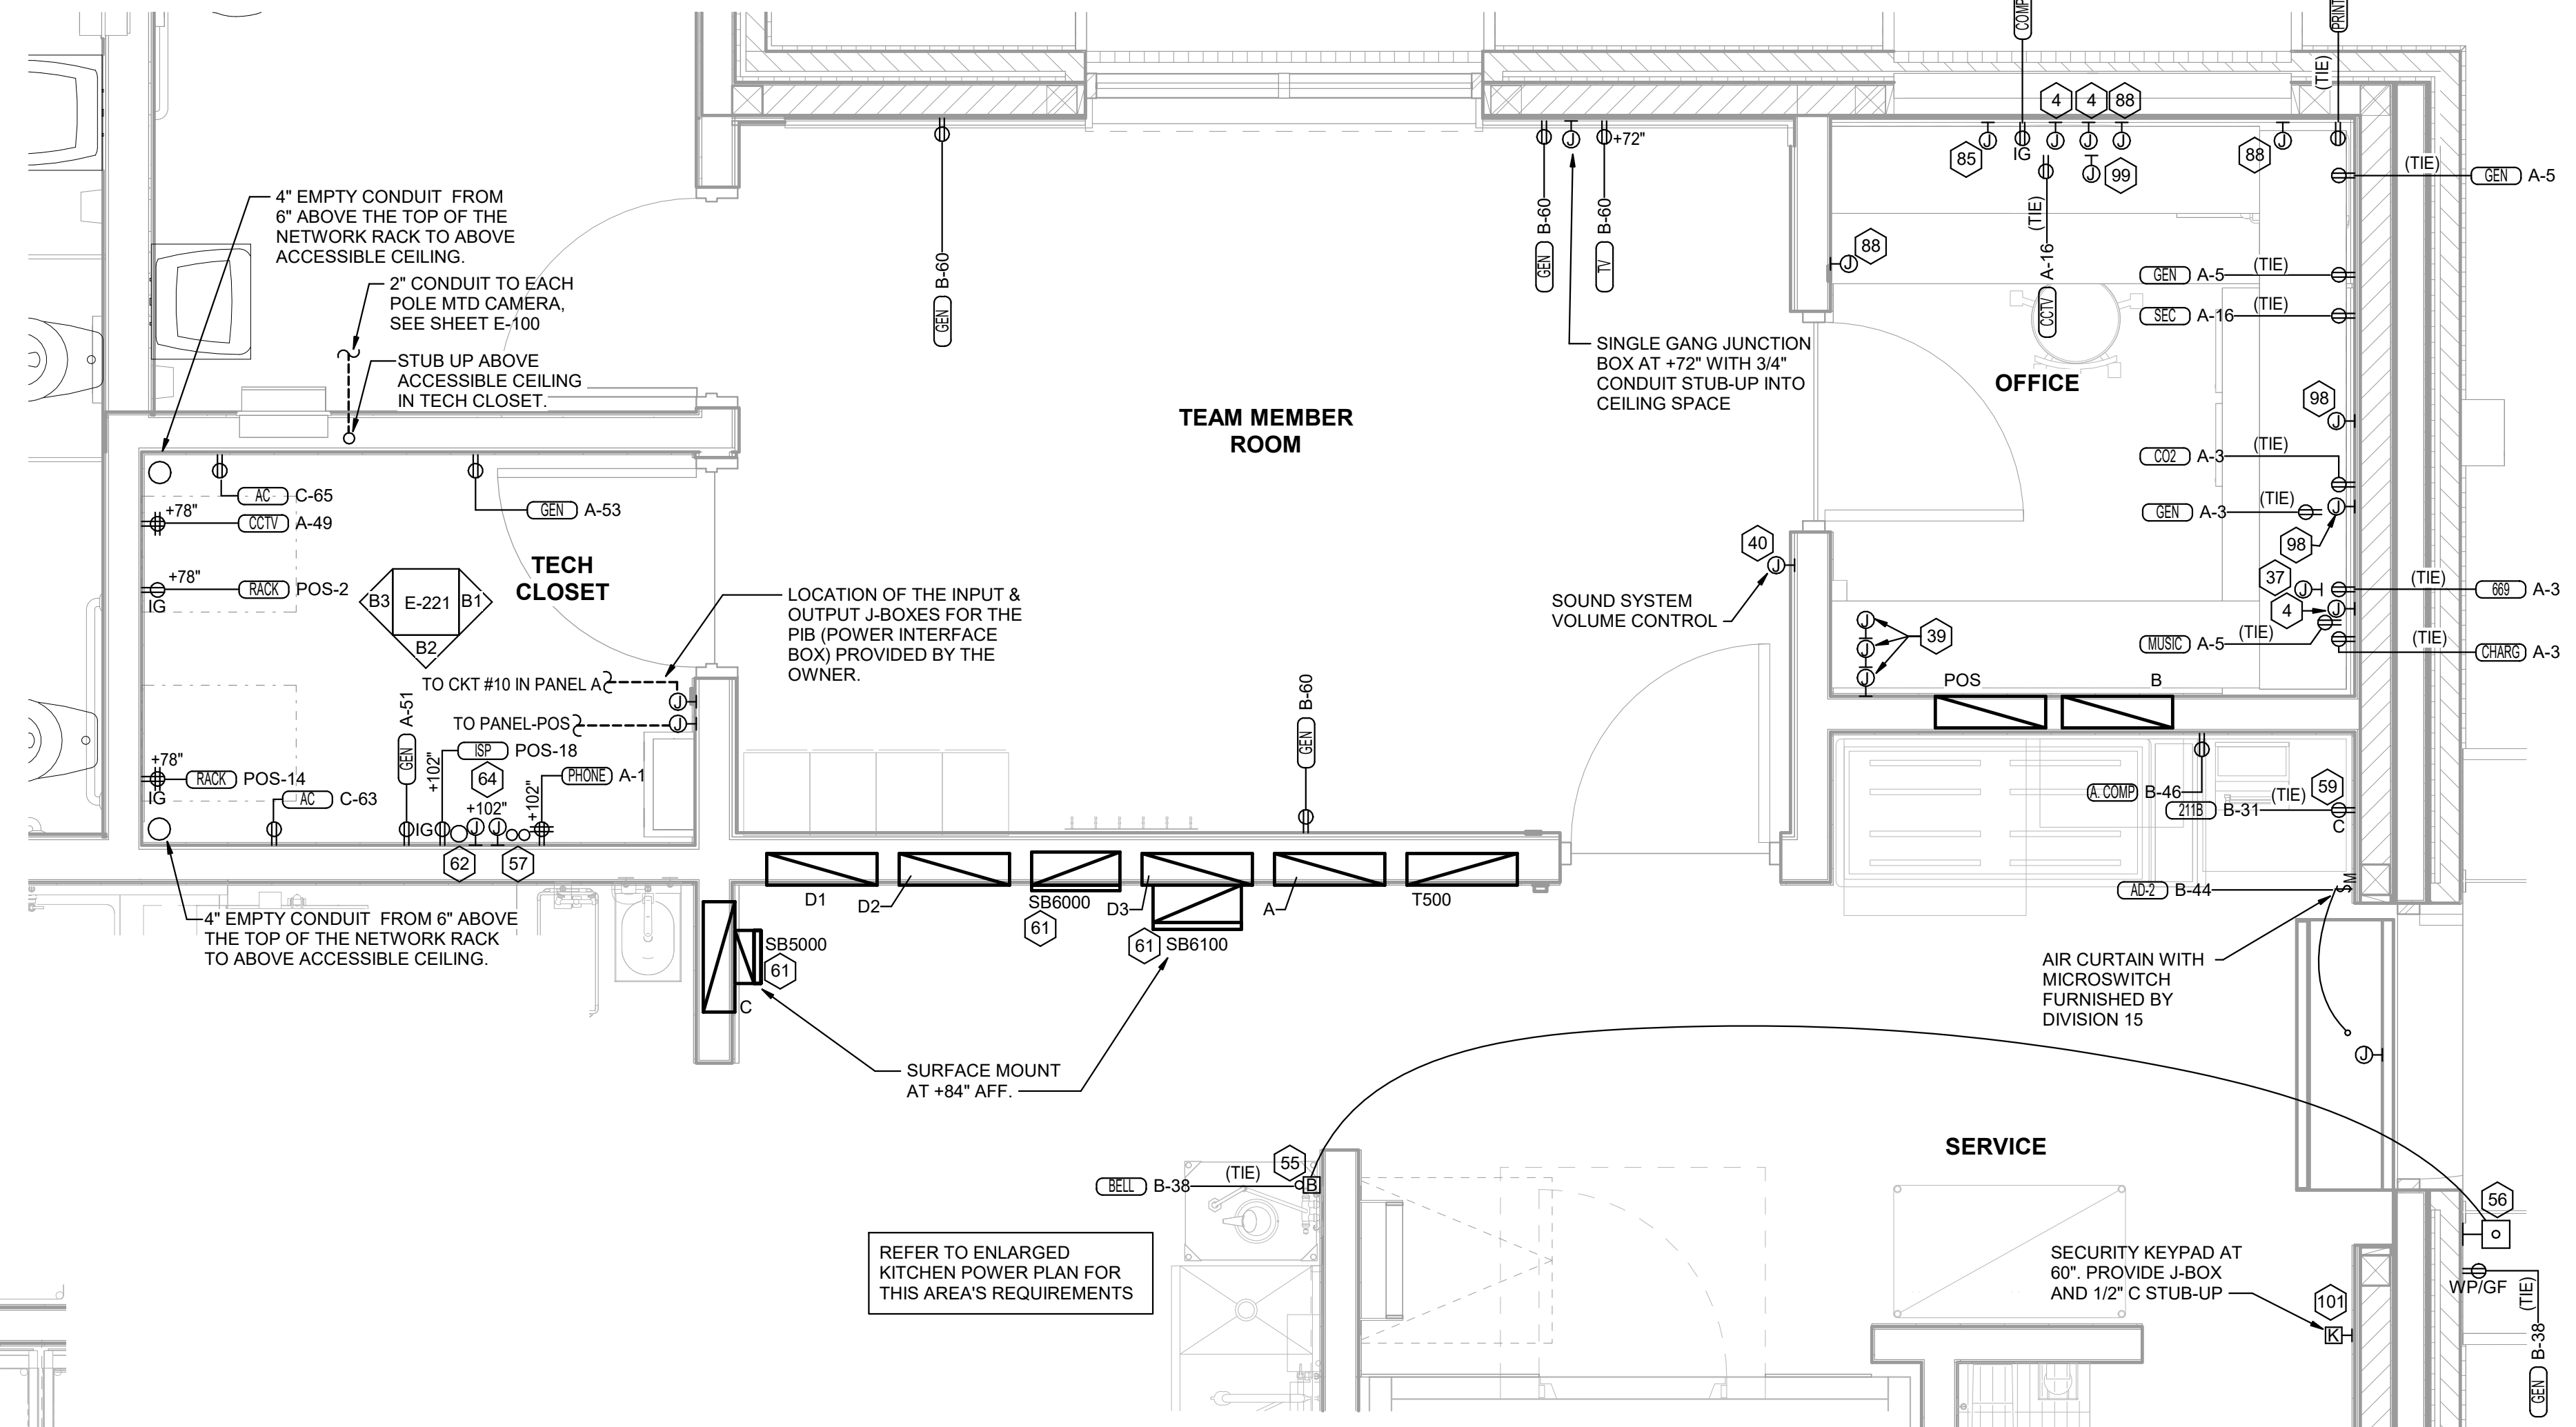 COMP
PRINT
(TIE)
4
4
88
85
IG
99
88
(TIE)
GEN A-5
4" EMPTY CONDUIT FROM
6" ABOVE THE TOP OF THE
NETWORK RACK TO ABOVE
ACCESSIBLE CEILING.
2" CONDUIT TO EACH
POLE MTD CAMERA,
SEE SHEET E-100
STUB UP ABOVE
ACCESSIBLE CEILING
IN TECH CLOSET.
GEN B-60
GEN B-60
TV B-60
+72"
SINGLE GANG JUNCTION
BOX AT +72" WITH 3/4"
CONDUIT STUB-UP INTO
CEILING SPACE
J
J
J
J
J
J
J
88
J
CCTV A-16 (TIE)
GEN A-5 (TIE)
SEC A-16 (TIE)
OFFICE
98
J
CO2 A-3 (TIE)
GEN A-3 (TIE)
J
98
37
J
4
J
(TIE)
669 A-3
MUSIC A-5 (TIE)
(TIE)
CHARG A-3
39
J
J
J
POS
B
TEAM MEMBER
ROOM
40
J
SOUND SYSTEM
VOLUME CONTROL
AC C-65
+78"
CCTV A-49
GEN A-53
TECH
CLOSET
+78"
RACK POS-2
IG
B3
E-221
B1
B2
LOCATION OF THE INPUT &
OUTPUT J-BOXES FOR THE
PIB (POWER INTERFACE
BOX) PROVIDED BY THE
OWNER.
TO CKT #10 IN PANEL A
J
TO PANEL-POS
J
GEN A-51
ISP POS-18
+102"
64
+102"
PHONE A-1
+102"
+78"
RACK POS-14
IG
AC C-63
IG
J
J
62
57
GEN B-60
A. COMP B-46
59
211B B-31 (TIE)
C
AD-2 B-44
$M
D1
D2
SB6000
61
D3
61
SB6100
A
T500
SB5000
61
C
4" EMPTY CONDUIT FROM 6" ABOVE
THE TOP OF THE NETWORK RACK
TO ABOVE ACCESSIBLE CEILING.
AIR CURTAIN WITH
MICROSWITCH
FURNISHED BY
DIVISION 15
J
SURFACE MOUNT
AT +84" AFF.
SERVICE
55
BELL B-38 (TIE)
B
56
REFER TO ENLARGED
KITCHEN POWER PLAN FOR
THIS AREA'S REQUIREMENTS
SECURITY KEYPAD AT
60". PROVIDE J-BOX
AND 1/2" C STUB-UP
101
K
WP/GF
GEN B-38 (TIE)